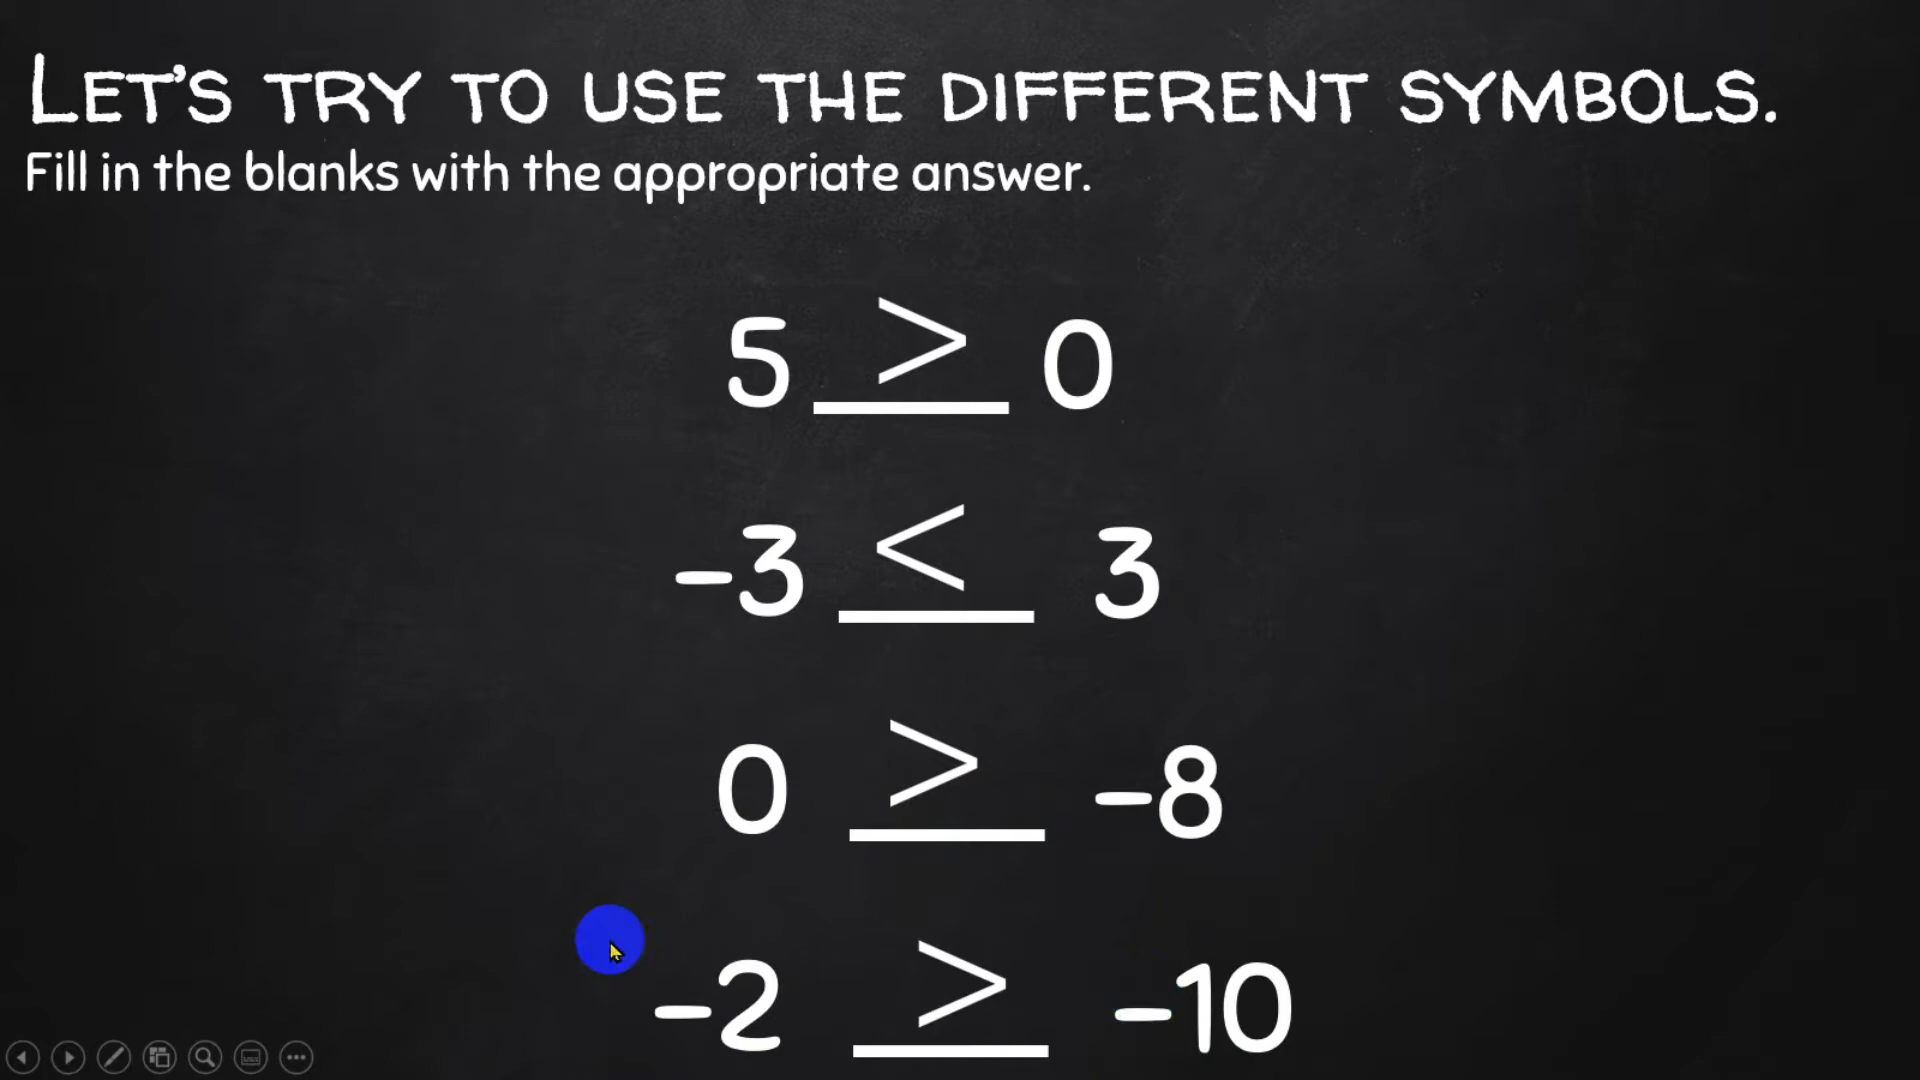 LET'S TRY TO USE THE DIFFERENT SYMBOLS.
Fill in the blanks with the appropriate answer.
5 > 0
-3 < 3
0 > -8
-2 > -10